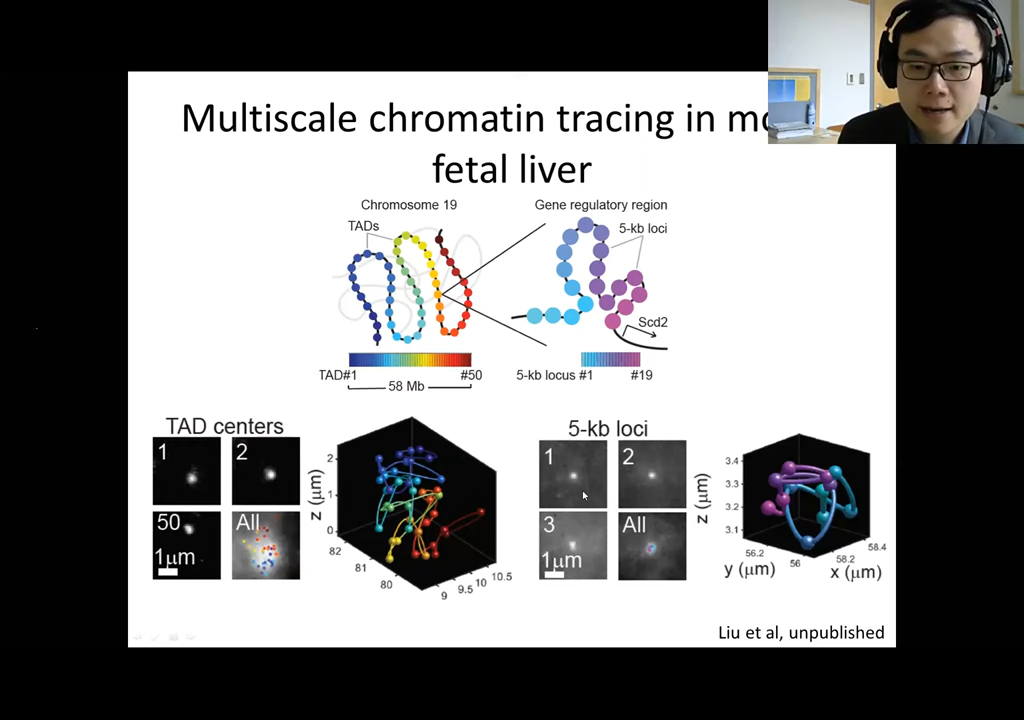 Multiscale chromatin tracing in mo
fetal liver
Chromosome 19
TADs
TAD#1
#50
58 Mb
Gene regulatory region
5-kb loci
Scd2
5-kb locus #1
#19
TAD centers
1
2
50
All
1μm
z (μm)
2
1
0
82
81
80
9
9.5
10
10.5
5-kb loci
1
2
3
All
1μm
z (μm)
3.4
3.3
3.2
3.1
56.2
56
58.2
58.4
y (μm)
x (μm)
Liu et al, unpublished